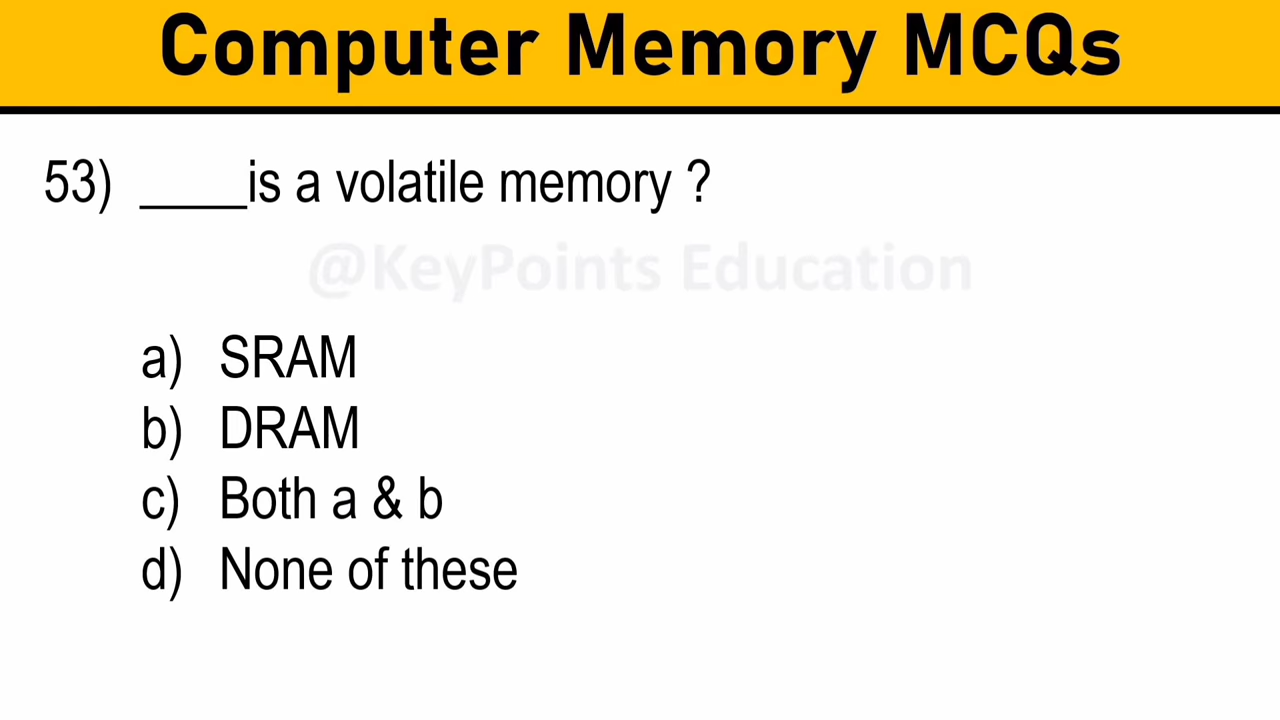 Computer Memory MCQs
53) ____is a volatile memory ?
@KeyPoints Education
a) SRAM
b) DRAM
c) Both a & b
d) None of these